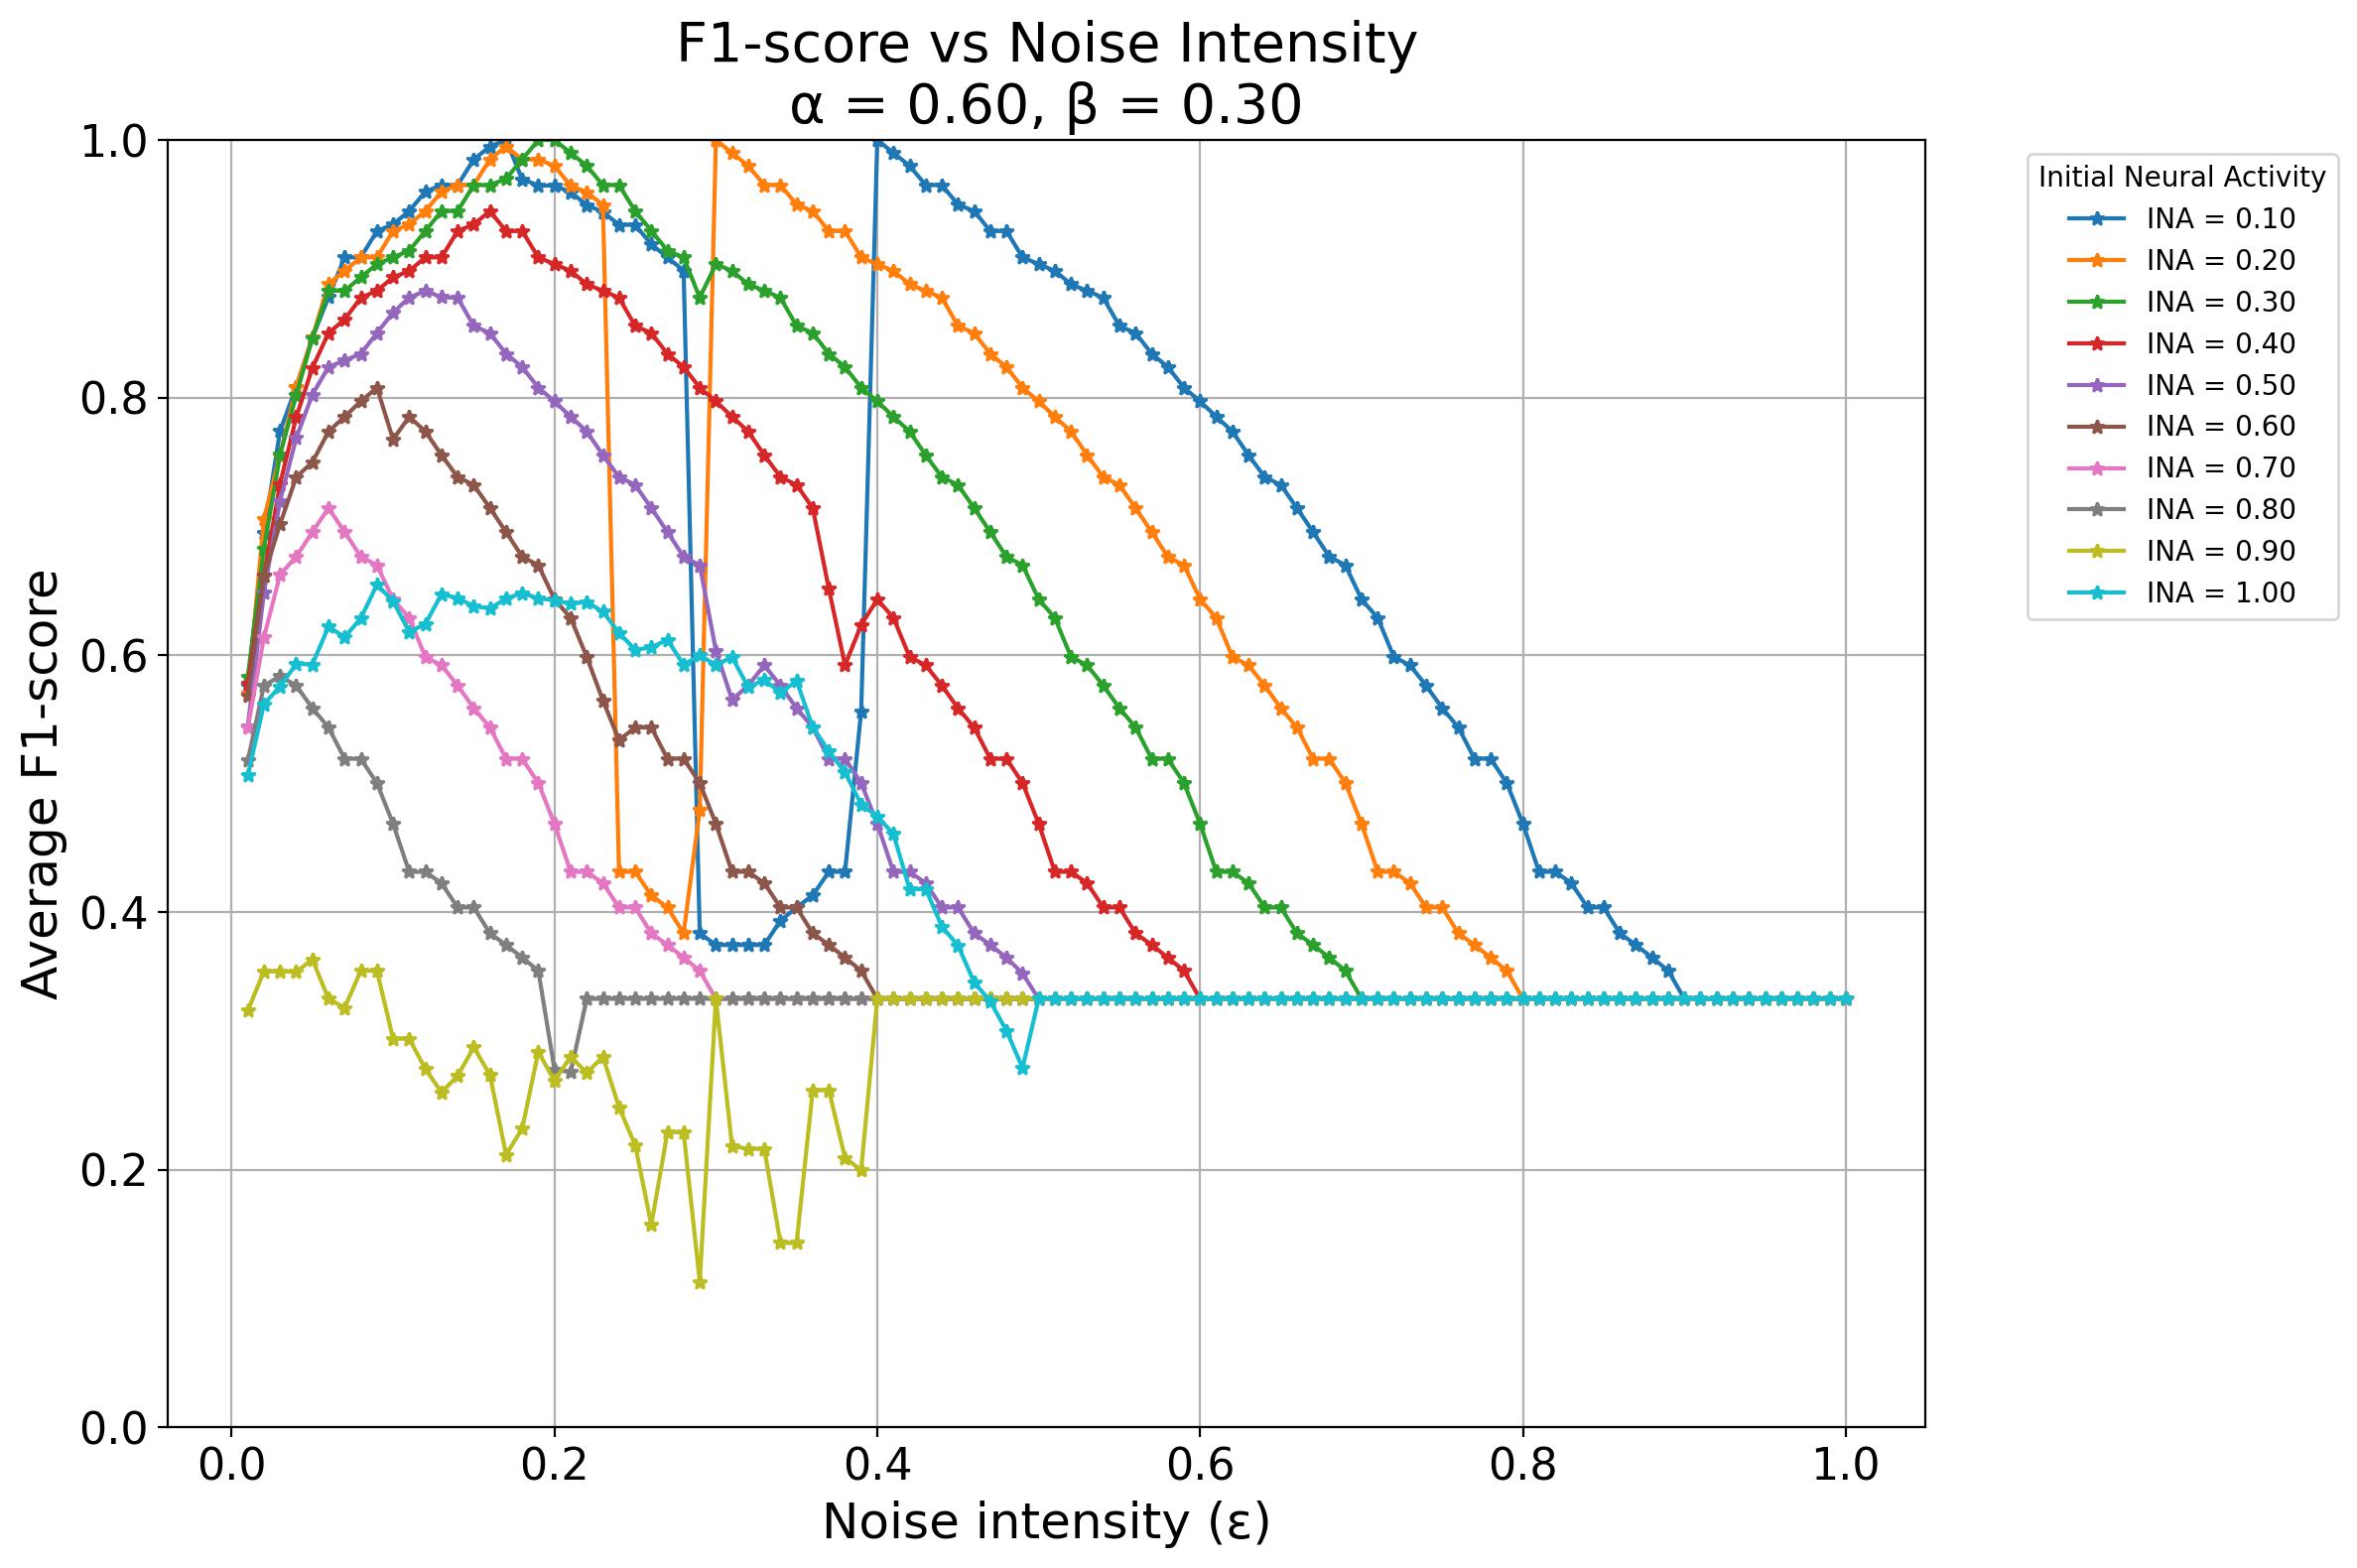 F1-score vs Noise Intensity
α = 0.60, β = 0.30
Average F1-score
1.0
0.8
0.6
0.4
0.2
0.0
0.0 0.2 0.4 0.6 0.8 1.0
Noise intensity (ε)
Initial Neural Activity
INA = 0.10
INA = 0.20
INA = 0.30
INA = 0.40
INA = 0.50
INA = 0.60
INA = 0.70
INA = 0.80
INA = 0.90
INA = 1.00